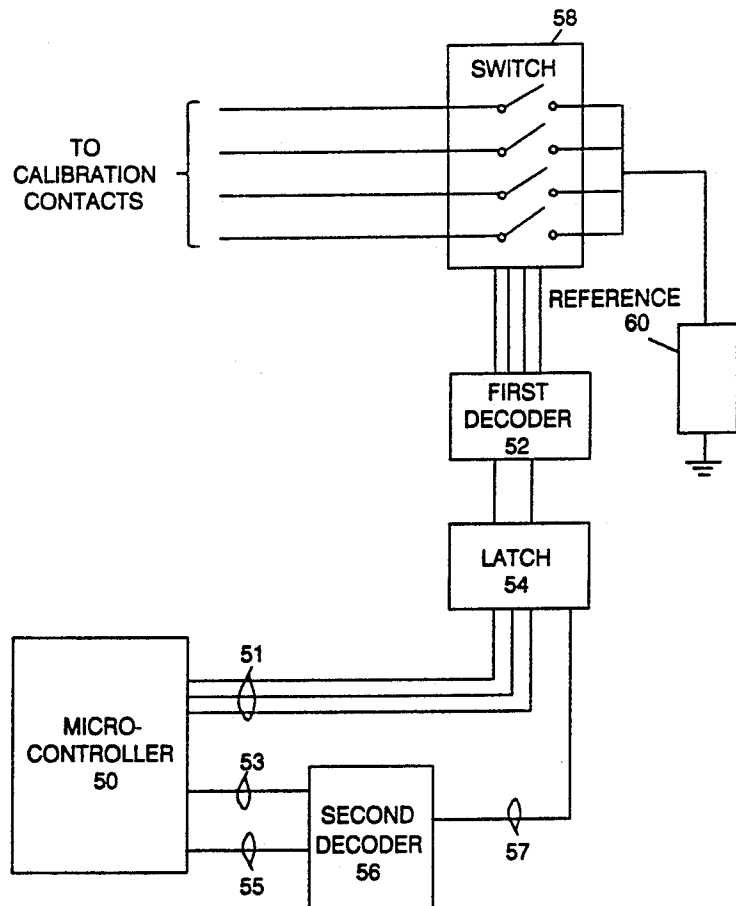 58
SWITCH
TO
CALIBRATION
CONTACTS
REFERENCE
60
FIRST
DECODER
52
LATCH
54
51
MICRO-
CONTROLLER
50
53
SECOND
DECODER
56
55
57